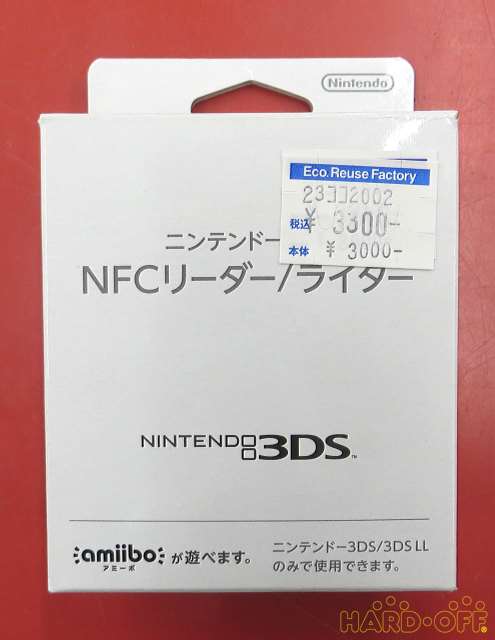 Nintendo
Eco.Reuse Factory
23ココ2002
税込 ¥ 3300-
本体 ¥ 3000-
ニンテンドー
NFCリーダー/ライター
NINTENDO3DS™
amiibo が遊べます。
アミーボ
ニンテンドー3DS/3DS LL
のみで使用できます。
HARD-OFF